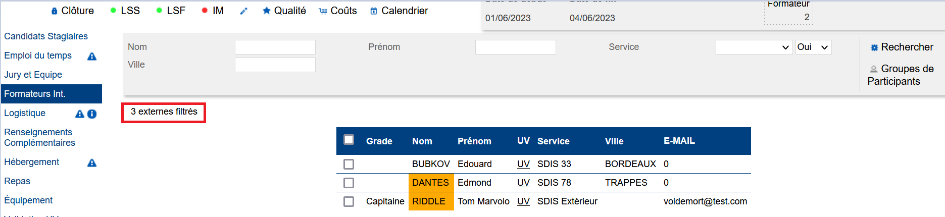 Clôture LSS LSF IM Qualité Coûts Calendrier
Formateur
01/06/2023 04/06/2023 2
Candidats Stagiaires
Emploi du temps
Jury et Equipe
Formateurs Int.
Logistique
Renseignements
Complémentaires
Hébergement
Repas
Équipement
Nom Prénom Service Oui
Ville
Rechercher
Groupes de
Participants
3 externes filtrés
Grade Nom Prénom UV Service Ville E-MAIL
BUBKOV Edouard UV SDIS 33 BORDEAUX 0
DANTES Edmond UV SDIS 78 TRAPPES 0
Capitaine RIDDLE Tom Marvolo UV SDIS Extérieur voldemort@test.com